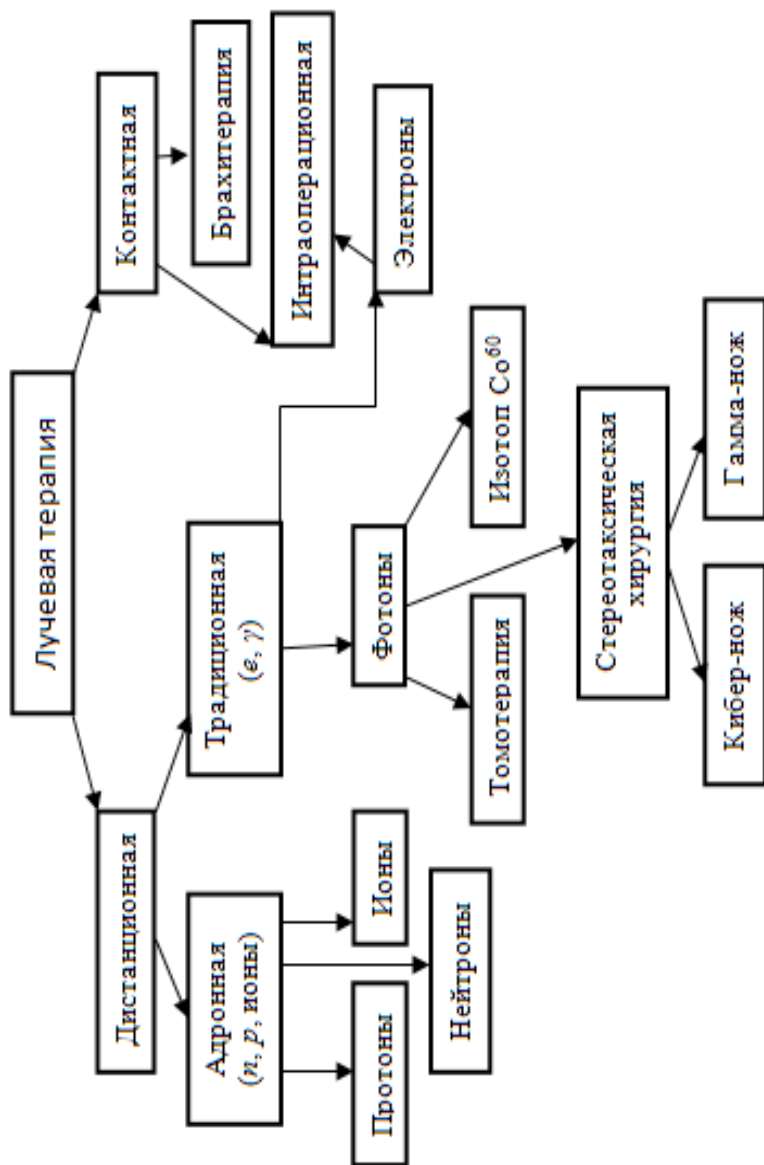 Лучевая терапия
Дистанционная
Контактная
Адронная
(n, p, ионы)
Традиционная
(e, γ)
Брахитерапия
Интраоперационная
Протоны
Ионы
Фотоны
Электроны
Нейтроны
Томотерапия
Изотоп Co⁶⁰
Стереотаксическая
хирургия
Кибер-нож
Гамма-нож